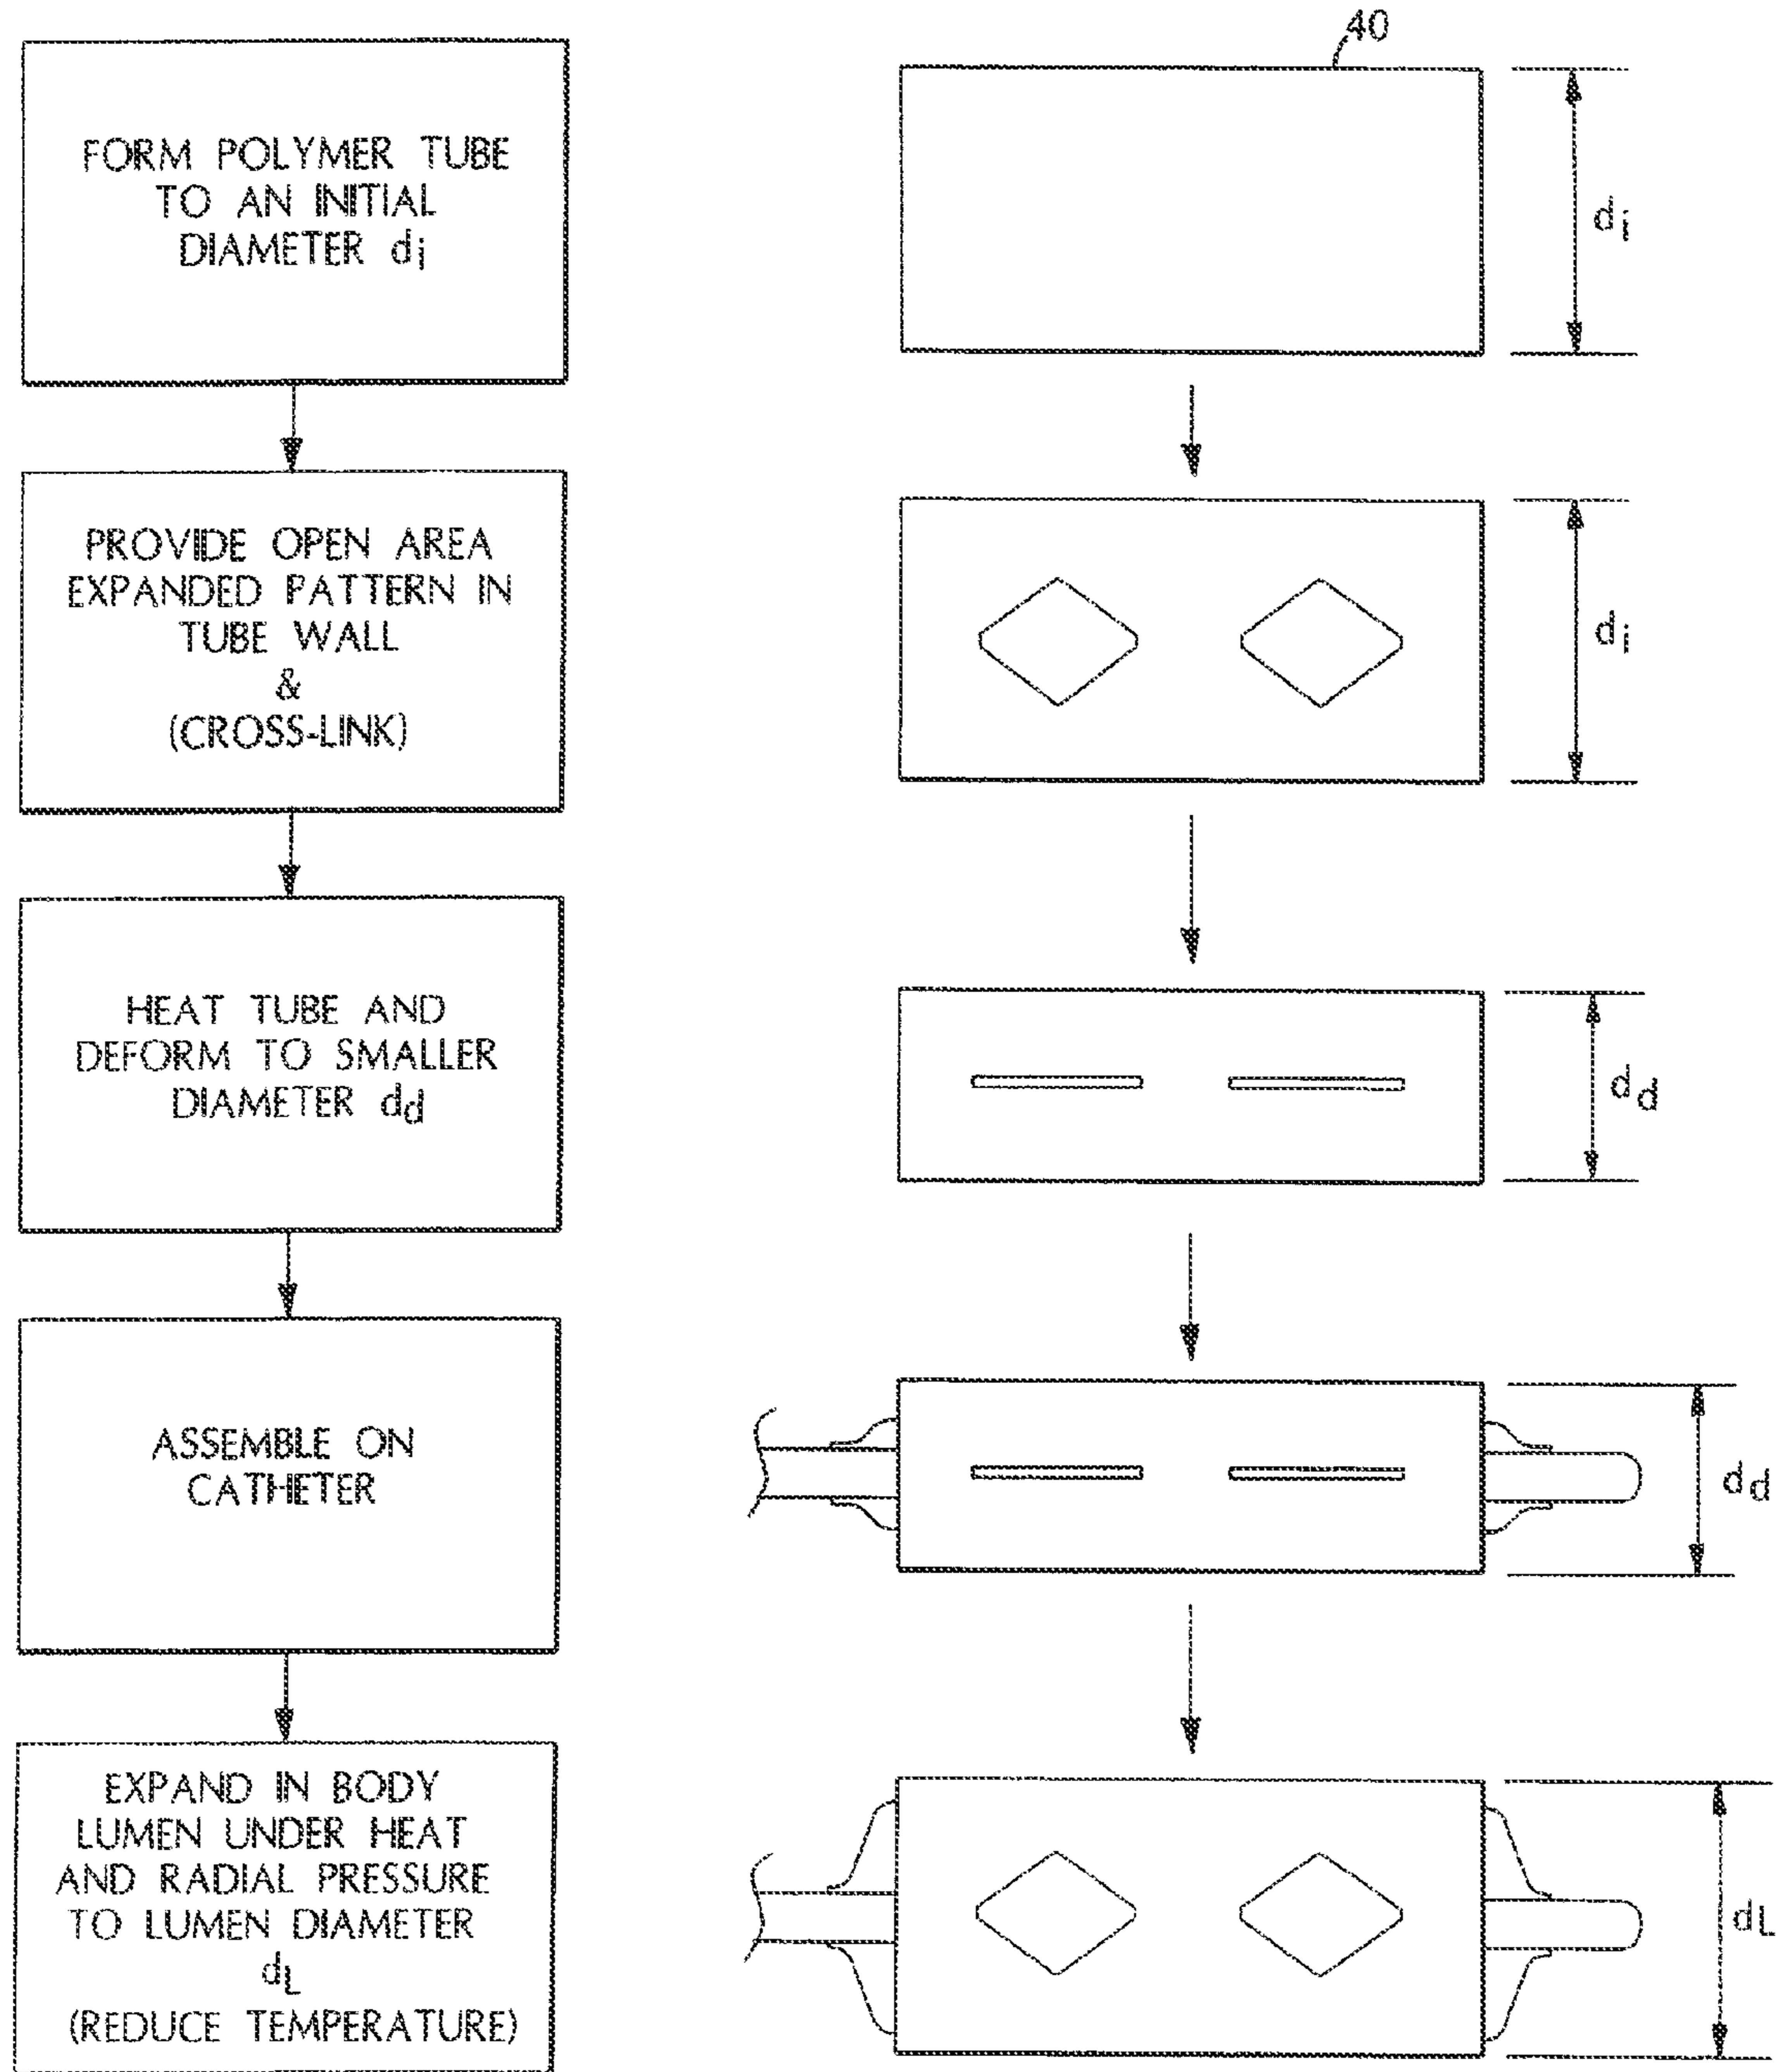 40
FORM POLYMER TUBE
TO AN INITIAL
DIAMETER di
di
PROVIDE OPEN AREA
EXPANDED PATTERN IN
TUBE WALL
&
(CROSS-LINK)
di
HEAT TUBE AND
DEFORM TO SMALLER
DIAMETER dd
dd
ASSEMBLE ON
CATHETER
dd
EXPAND IN BODY
LUMEN UNDER HEAT
AND RADIAL PRESSURE
TO LUMEN DIAMETER
dL
(REDUCE TEMPERATURE)
dL